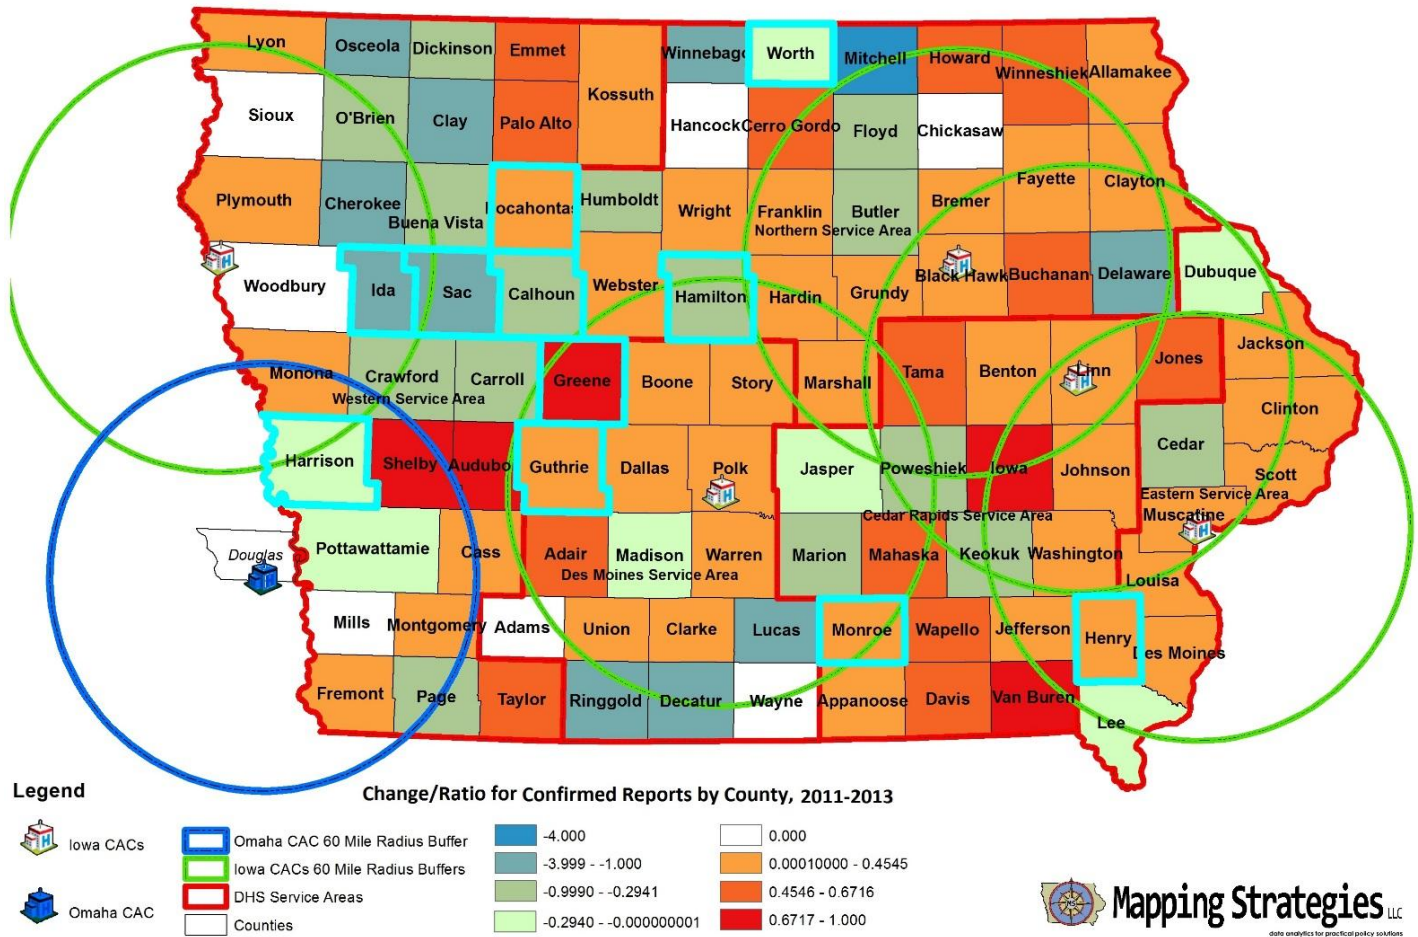 Lyon Osceola Dickinson Emmet Kossuth Winnebago Worth Mitchell Howard Winneshiek Allamakee
Sioux O'Brien Clay Palo Alto Hancock Cerro Gordo Floyd Chickasaw
Plymouth Cherokee Buena Vista Pocahontas Humboldt Wright Franklin Butler Bremer Fayette Clayton
Northern Service Area
Woodbury Ida Sac Calhoun Webster Hamilton Hardin Grundy Black Hawk Buchanan Delaware Dubuque
Monona Crawford Carroll Greene Boone Story Marshall Tama Benton Linn Jones Jackson
Western Service Area
Clinton
Harrison Shelby Audubo Guthrie Dallas Polk Jasper Poweshiek Iowa Johnson Cedar Scott
Eastern Service Area
Cedar Rapids Service Area
Muscatine
Douglas Pottawattamie Cass Adair Madison Warren Marion Mahaska Keokuk Washington
Des Moines Service Area
Louisa
Mills Montgomery Adams Union Clarke Lucas Monroe Wapello Jefferson Henry Des Moines
Fremont Page Taylor Ringgold Decatur Wayne Appanoose Davis Van Buren Lee
Legend
Iowa CACs
Omaha CAC
Omaha CAC 60 Mile Radius Buffer
Iowa CACs 60 Mile Radius Buffers
DHS Service Areas
Counties
Change/Ratio for Confirmed Reports by County, 2011-2013
-4.000
-3.999 - -1.000
-0.9990 - -0.2941
-0.2940 - -0.000000001
0.000
0.00010000 - 0.4545
0.4546 - 0.6716
0.6717 - 1.000
Mapping Strategies LLC
data analytics for practical policy solutions